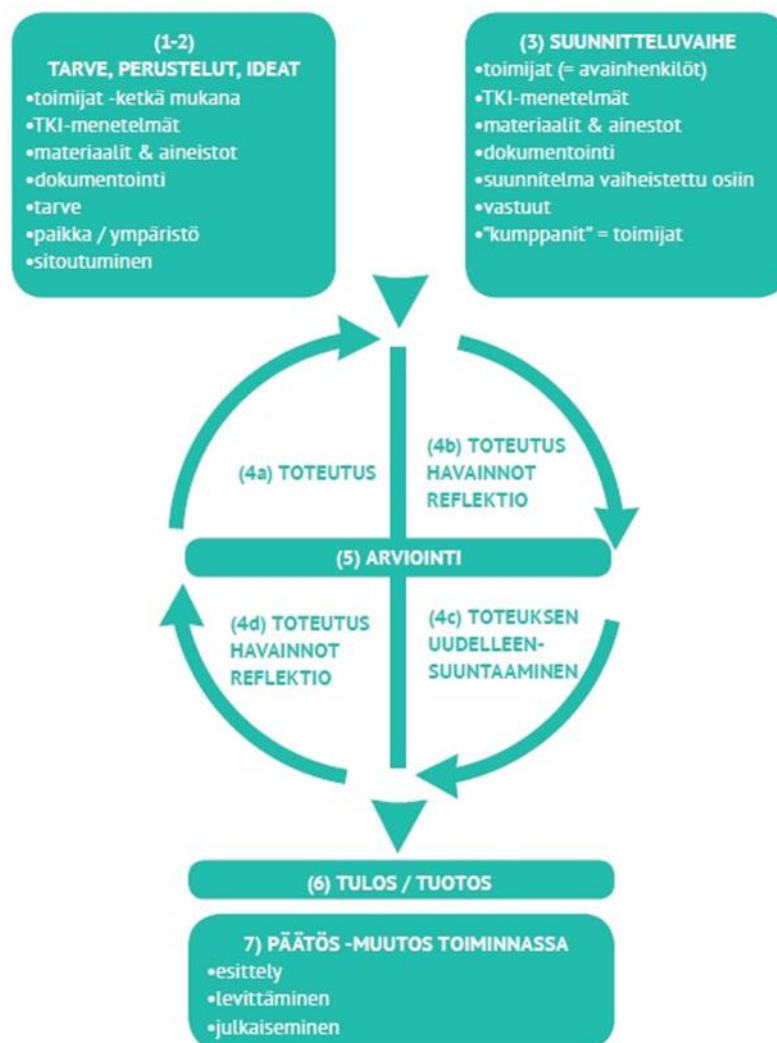 (1-2)
TARVE, PERUSTELUT, IDEAT
•toimijat -ketkä mukana
•TKI-menetelmät
•materiaalit & aineistot
•dokumentointi
•tarve
•paikka / ympäristö
•sitoutuminen
(3) SUUNNITTELUVAIHE
•toimijat (= avainhenkilöt)
•TKI-menetelmät
•materiaalit & ainestot
•dokumentointi
•suunnitelma vaiheistettu osiin
•vastuut
•"kumppanit" = toimijat
(4a) TOTEUTUS
(4b) TOTEUTUS
HAVAINNOT
REFLEKTIO
(5) ARVIOINTI
(4d) TOTEUTUS
HAVAINNOT
REFLEKTIO
(4c) TOTEUKSEN
UUDELLEEN-
SUUNTAAMINEN
(6) TULOS / TUOTOS
7) PÄÄTÖS -MUUTOS TOIMINNASSA
•esittely
•levittäminen
•julkaiseminen